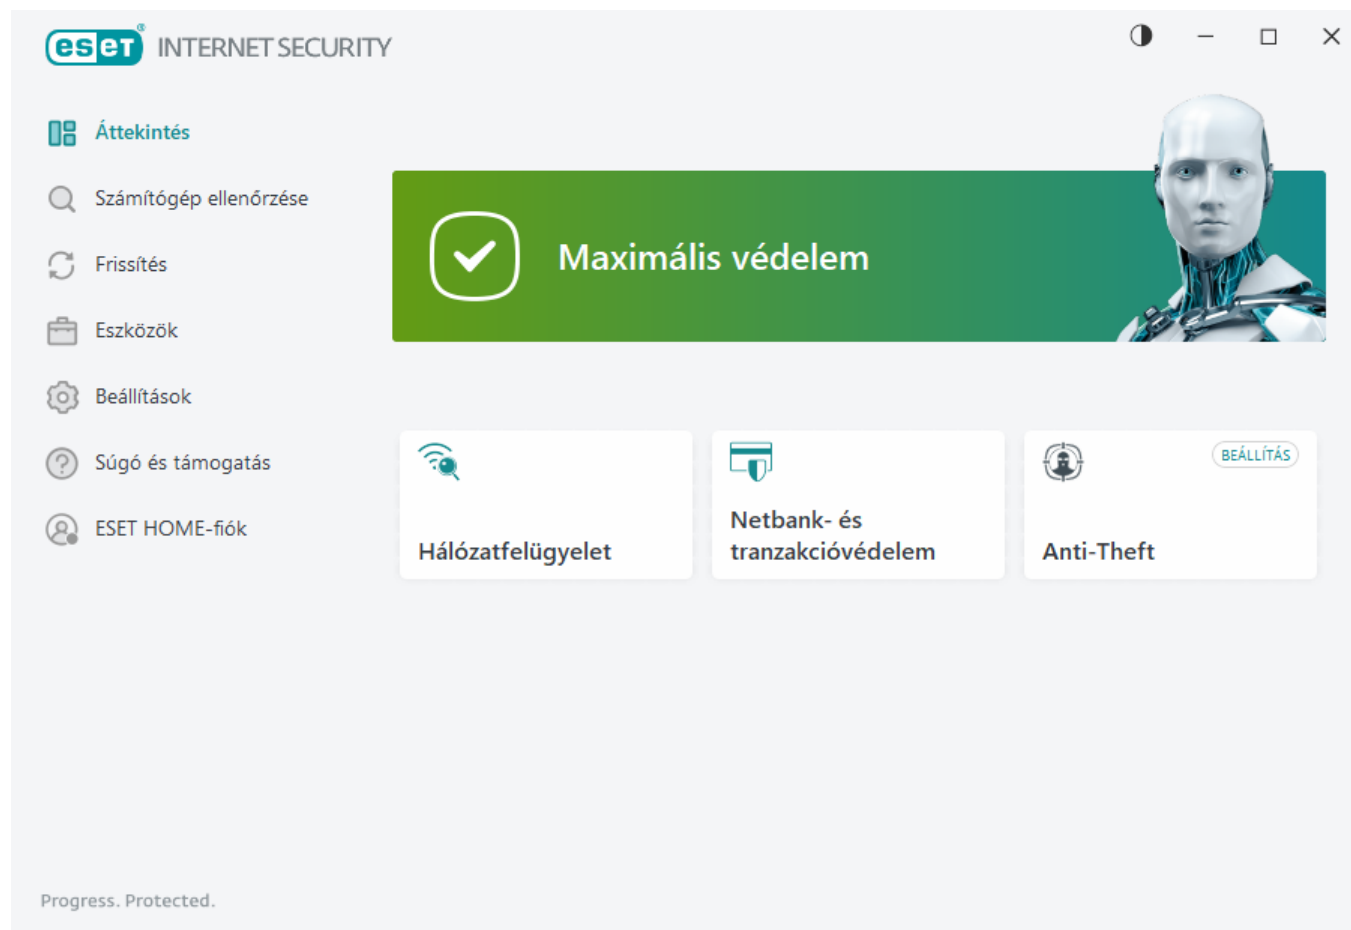 eset® INTERNET SECURITY
Áttekintés
Számítógép ellenőrzése
Frissítés
Eszközök
Beállítások
Súgó és támogatás
ESET HOME-fiók
Maximális védelem
Hálózatfelügyelet
Netbank- és
tranzakcióvédelem
BEÁLLÍTÁS
Anti-Theft
Progress. Protected.